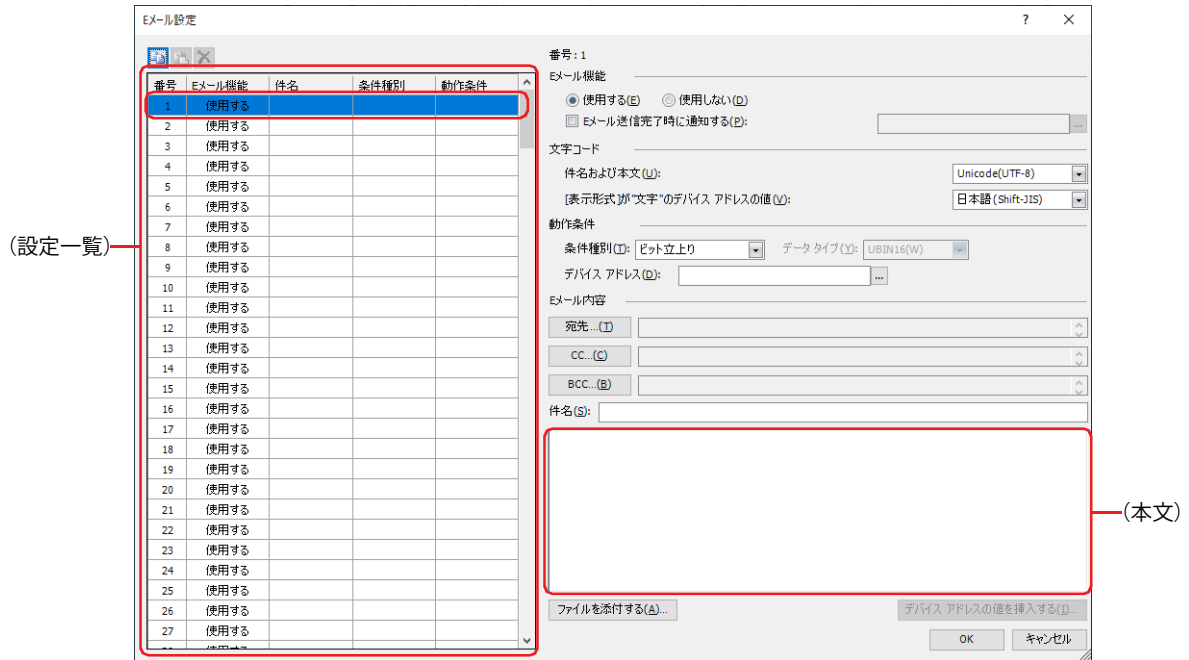 Eメール設定
? ×
番号:1
Eメール機能
使用する(E) 使用しない(D)
Eメール送信完了時に通知する(P): ...
文字コード
件名および本文(U): Unicode(UTF-8)
[表示形式]が"文字"のデバイス アドレスの値(V): 日本語(Shift-JIS)
動作条件
条件種別(T): ビット立上り データ タイプ(Y): UBIN16(W)
デバイス アドレス(D): ...
Eメール内容
宛先...(T)
CC...(C)
BCC...(B)
件名(S):
ファイルを添付する(A)... デバイス アドレスの値を挿入する(I)...
OK キャンセル
番号 Eメール機能 件名 条件種別 動作条件
1 使用する
2 使用する
3 使用する
4 使用する
5 使用する
6 使用する
7 使用する
8 使用する
9 使用する
10 使用する
11 使用する
12 使用する
13 使用する
14 使用する
15 使用する
16 使用する
17 使用する
18 使用する
19 使用する
20 使用する
21 使用する
22 使用する
23 使用する
24 使用する
25 使用する
26 使用する
27 使用する
(設定一覧)
(本文)